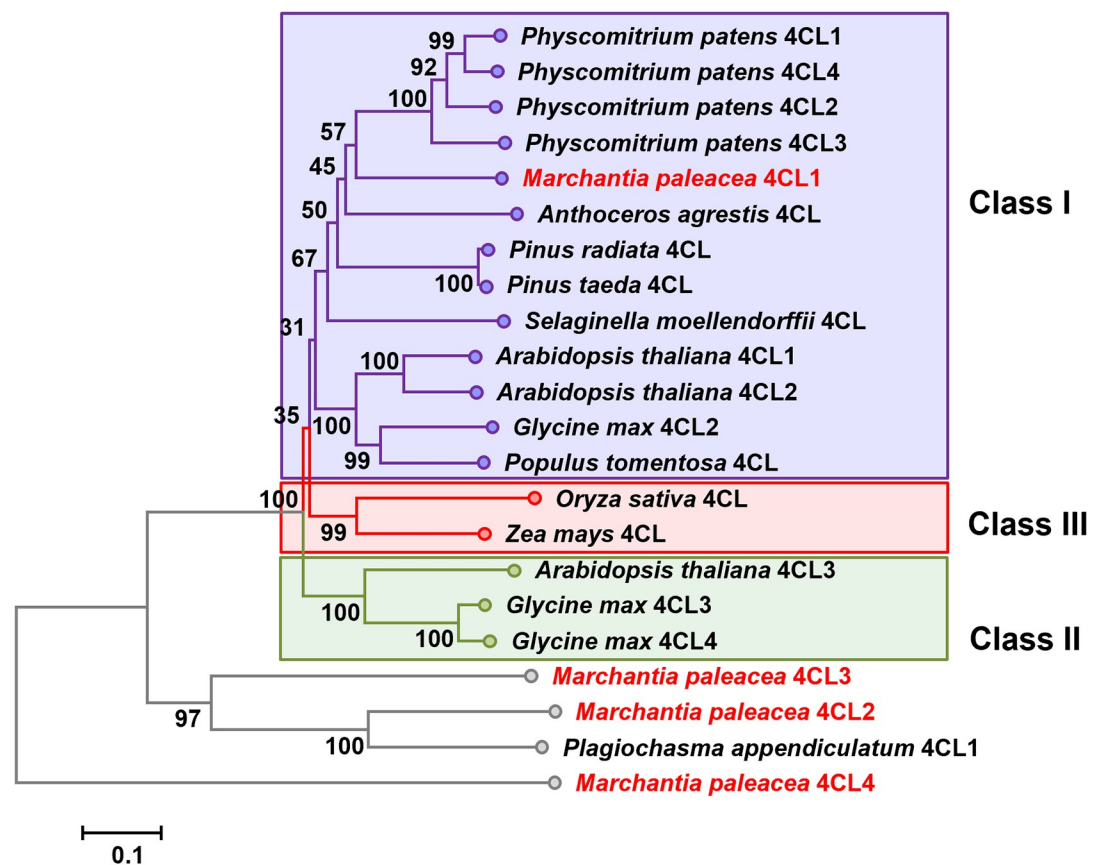 99
Physcomitrium patens 4CL1
92
Physcomitrium patens 4CL4
100
Physcomitrium patens 4CL2
57
Physcomitrium patens 4CL3
45
Marchantia paleacea 4CL1
50
Anthoceros agrestis 4CL
Class I
67
Pinus radiata 4CL
100
Pinus taeda 4CL
31
Selaginella moellendorffii 4CL
100
Arabidopsis thaliana 4CL1
Arabidopsis thaliana 4CL2
35
100
Glycine max 4CL2
99
Populus tomentosa 4CL
100
Oryza sativa 4CL
99
Zea mays 4CL
Class III
Arabidopsis thaliana 4CL3
100
Glycine max 4CL3
100
Glycine max 4CL4
Class II
Marchantia paleacea 4CL3
97
Marchantia paleacea 4CL2
100
Plagiochasma appendiculatum 4CL1
Marchantia paleacea 4CL4
0.1